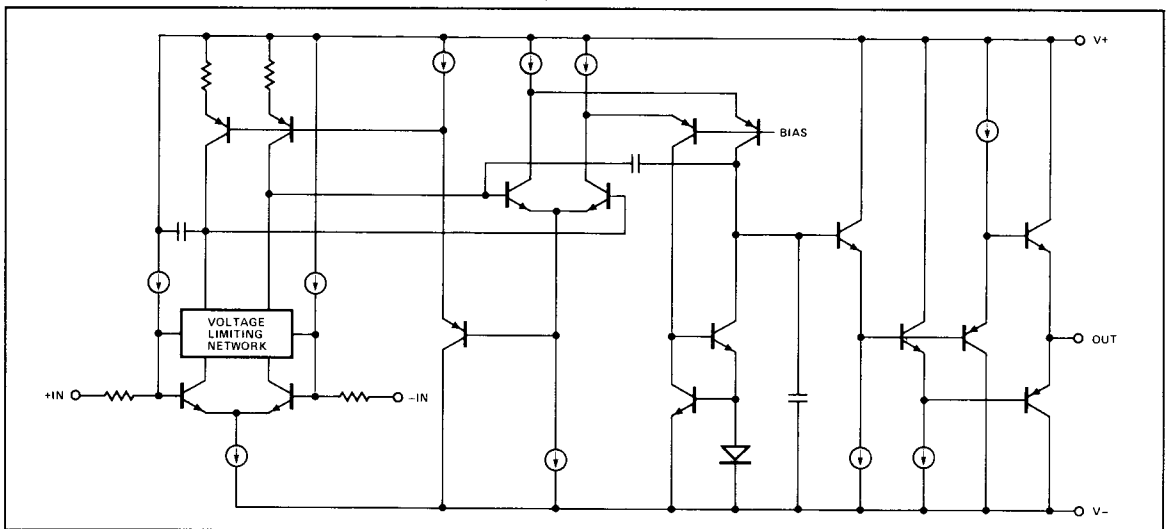 V+
BIAS
VOLTAGE
LIMITING
NETWORK
OUT
+IN
-IN
V-